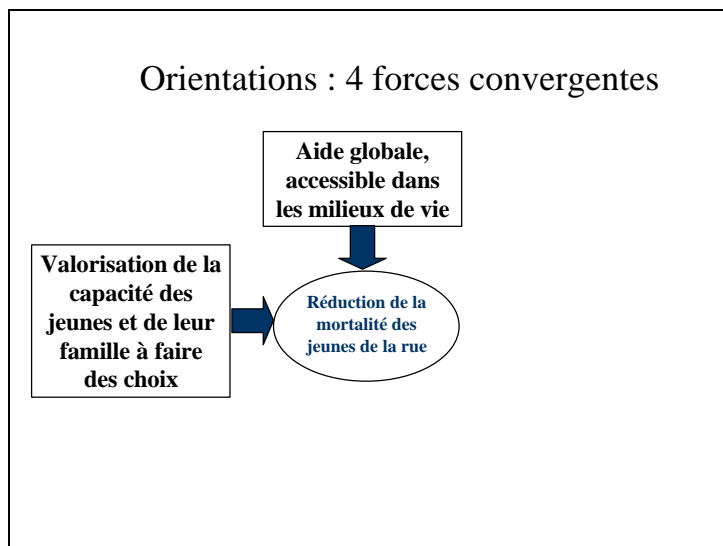 Orientations : 4 forces convergentes
Aide globale,
accessible dans
les milieux de vie
Valorisation de la
capacité des
jeunes et de leur
famille à faire
des choix
Réduction de la
mortalité des
jeunes de la rue